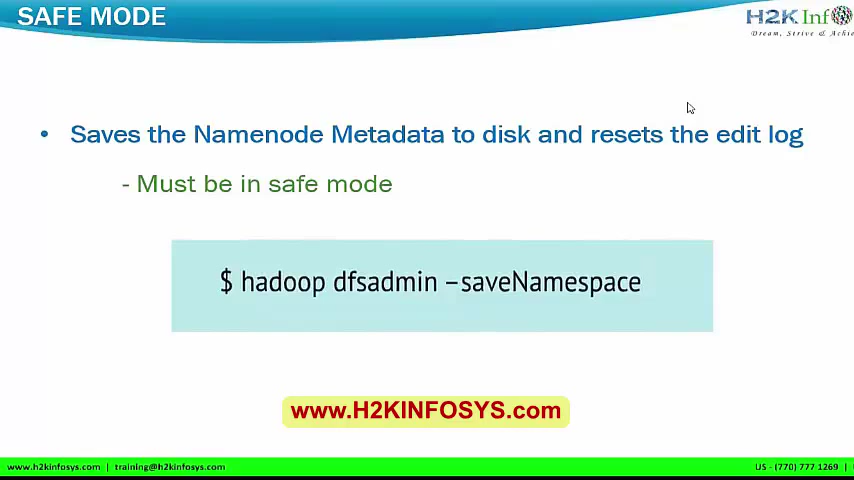 SAFE MODE
H2K Inf
Dream, Strive & Achi
• Saves the Namenode Metadata to disk and resets the edit log
- Must be in safe mode
$ hadoop dfsadmin –saveNamespace
www.H2KINFOSYS.com
www.h2kinfosys.com | training@h2kinfosys.com
US - (770) 777 1269 |